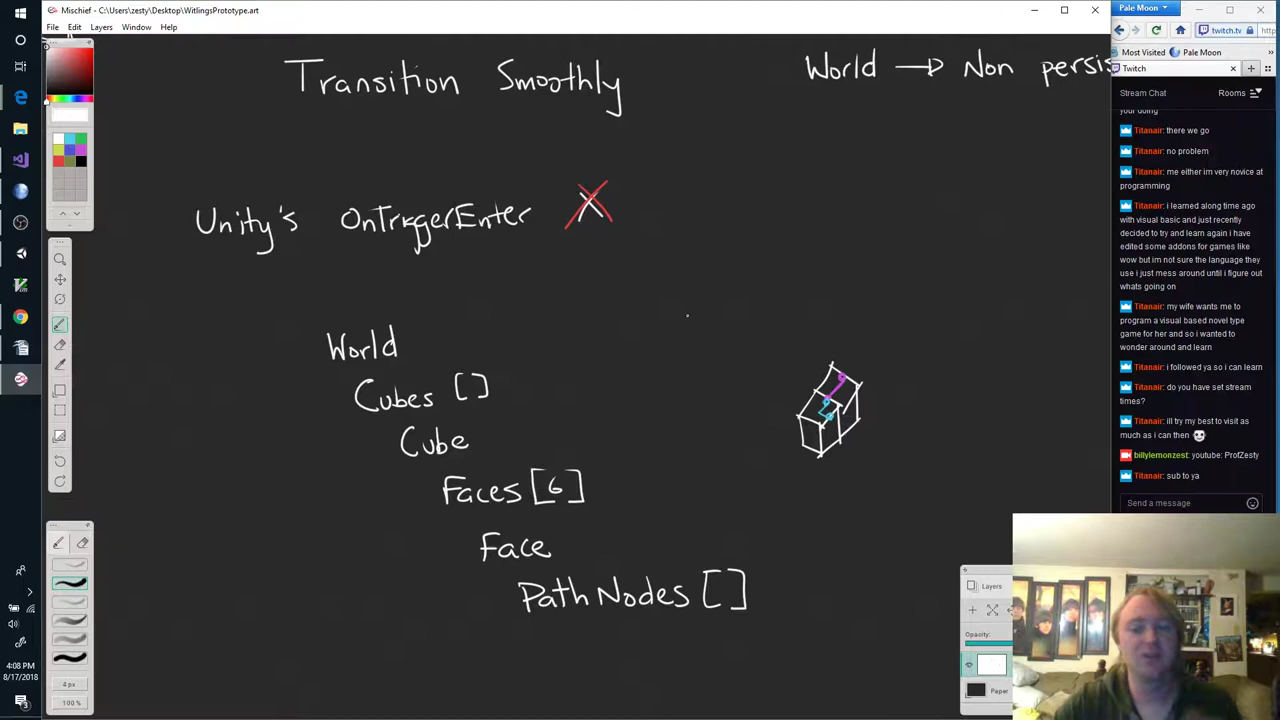 Mischief - C:\Users\zesty\Desktop\WitlingsPrototype.art
File Edit Layers Window Help
Transition Smoothly
World → Non persis
Unity's OnTriggerEnter X
World
Cubes []
Cube
Faces [6]
Face
PathNodes []
4 px
100 %
Layers
Opacity:
Paper
4:08 PM
8/17/2018
Pale Moon
twitch.tv
Most Visited Pale Moon
Twitch
Stream Chat Rooms
your doing
Titanair: there we go
Titanair: no problem
Titanair: me either im very novice at
programming
Titanair: i learned along time ago
with visual basic and just recently
decided to try and learn again i have
edited some addons for games like
wow but im not sure the language they
use i just mess around until i figure out
whats going on
Titanair: my wife wants me to
program a visual based novel type
game for her and so i wanted to
wonder around and learn
Titanair: i followed ya so i can learn
Titanair: do you have set stream
times?
Titanair: ill try my best to visit as
much as i can then
billylemonzest: youtube: ProfZesty
Titanair: sub to ya
Send a message